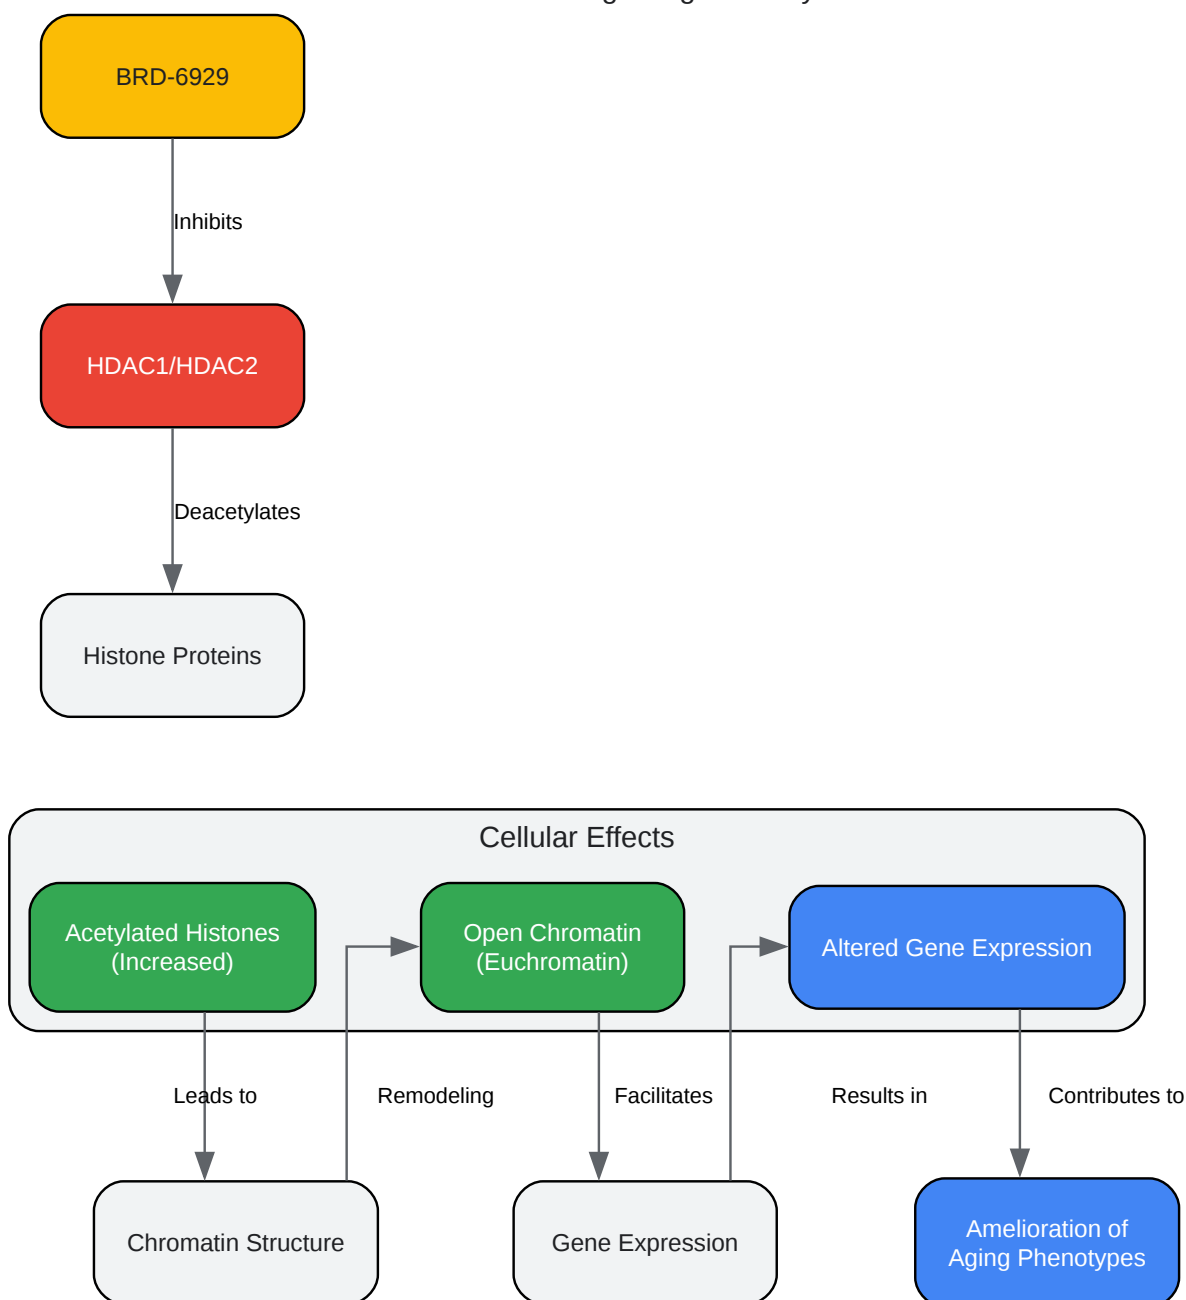 BRD-6929
Inhibits
HDAC1/HDAC2
Deacetylates
Histone Proteins
Cellular Effects
Acetylated Histones
(Increased)
Open Chromatin
(Euchromatin)
Altered Gene Expression
Leads to
Remodeling
Facilitates
Results in
Contributes to
Chromatin Structure
Gene Expression
Amelioration of
Aging Phenotypes